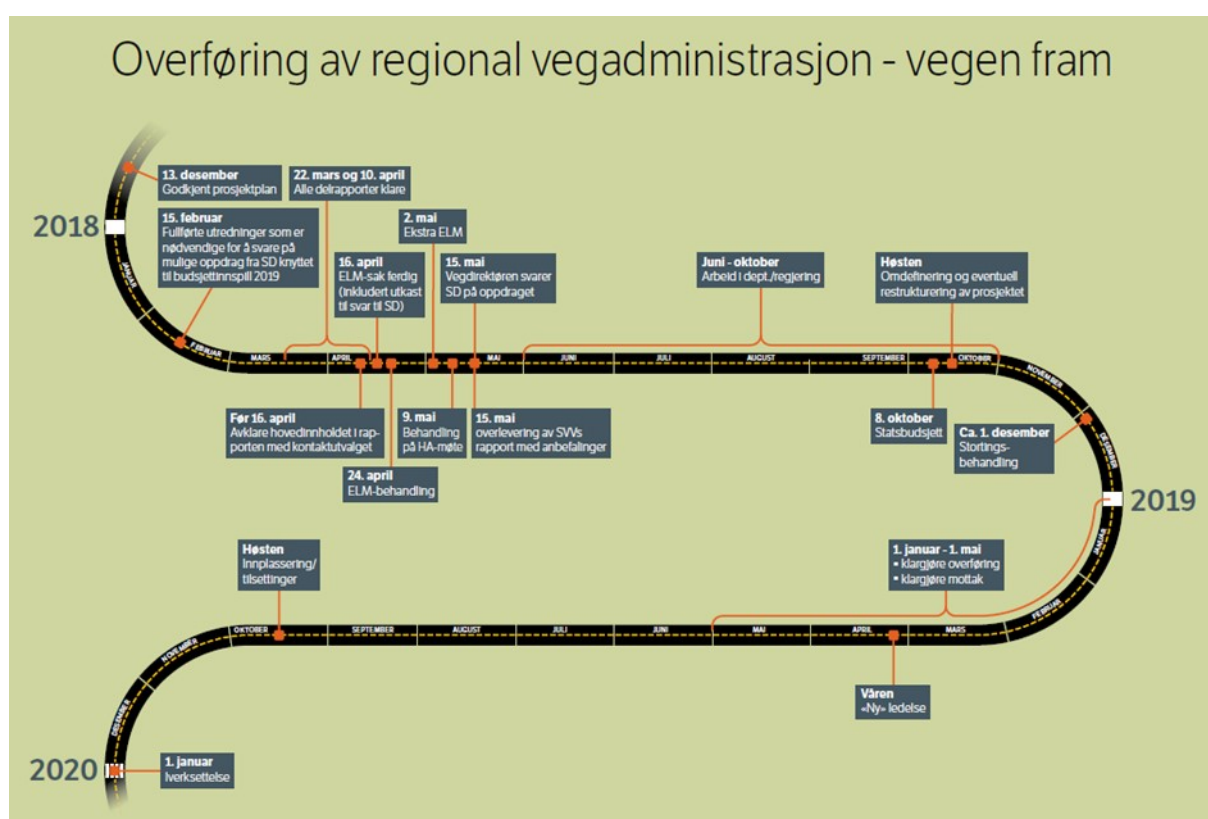 Overføring av regional vegadministrasjon - vegen fram
13. desember
Godkjent prosjektplan
22. mars og 10. april
Alle delrapporter klare
2018
15. februar
Fullførte utredninger som er
nødvendige for å svare på
mulige oppdrag fra SD knyttet
til budsjettinnspill 2019
16. april
ELM-sak ferdig
(inkludert utkast
til svar til SD)
2. mai
Ekstra ELM
15. mai
Vegdirektøren svarer
SD på oppdraget
Juni - oktober
Arbeid i dept./regjering
Høsten
Omdefinering og eventuell
restrukturering av prosjektet
JANUAR
FEBRUAR
MARS
APRIL
MAI
JUNI
JULI
AUGUST
SEPTEMBER
OKTOBER
NOVEMBER
DESEMBER
Før 16. april
Avklare hovedinnholdet i rap-
porten med kontaktutvalget
24. april
ELM-behandling
9. mai
Behandling
på HA-møte
15. mai
overlevering av SVVs
rapport med anbefalinger
8. oktober
Statsbudsjett
Ca. 1. desember
Stortings-
behandling
2019
Høsten
Innplassering/
tilsettinger
1. januar - 1. mai
▪ klargjøre overføring
▪ klargjøre mottak
JANUAR
FEBRUAR
MARS
APRIL
MAI
JUNI
JULI
AUGUST
SEPTEMBER
OKTOBER
NOVEMBER
DESEMBER
Våren
«Ny» ledelse
2020
1. januar
Iverksettelse